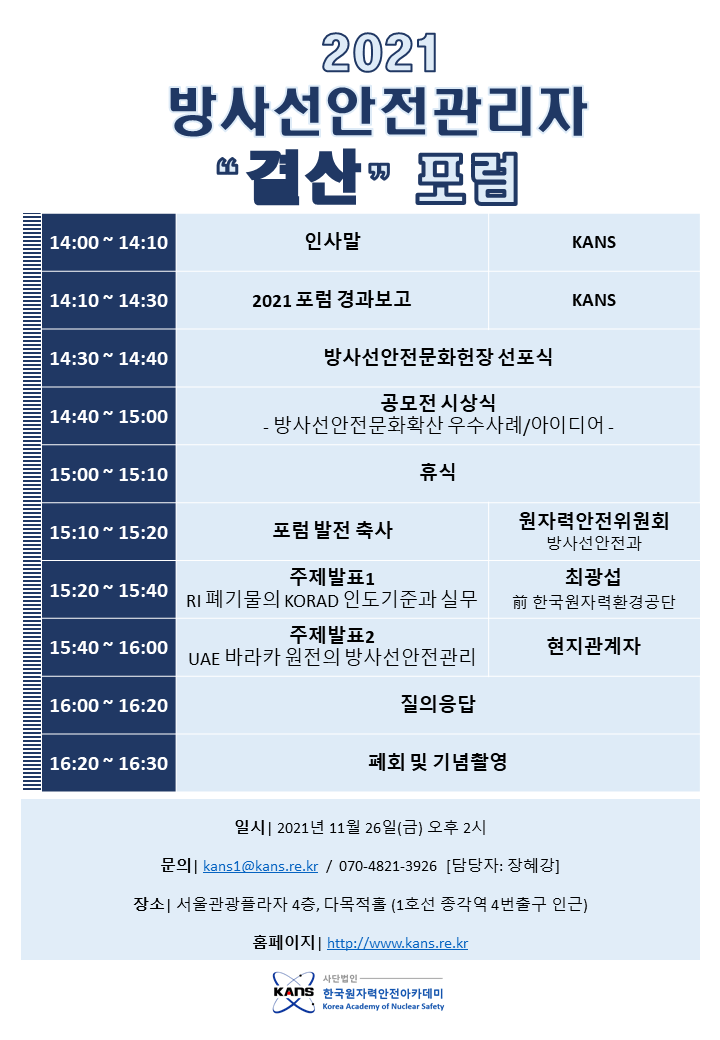 2021
방사선안전관리자
“결산” 포럼
14:00 ~ 14:10 인사말 KANS
14:10 ~ 14:30 2021 포럼 경과보고 KANS
14:30 ~ 14:40 방사선안전문화헌장 선포식
14:40 ~ 15:00 공모전 시상식
- 방사선안전문화확산 우수사례/아이디어 -
15:00 ~ 15:10 휴식
15:10 ~ 15:20 포럼 발전 축사 원자력안전위원회
방사선안전과
15:20 ~ 15:40 주제발표1 최광섭
RI 폐기물의 KORAD 인도기준과 실무 前 한국원자력환경공단
15:40 ~ 16:00 주제발표2 현지관계자
UAE 바라카 원전의 방사선안전관리
16:00 ~ 16:20 질의응답
16:20 ~ 16:30 폐회 및 기념촬영
일시| 2021년 11월 26일(금) 오후 2시
문의| kans1@kans.re.kr / 070-4821-3926 [담당자: 장혜강]
장소| 서울관광플라자 4층, 다목적홀 (1호선 종각역 4번출구 인근)
홈페이지| http://www.kans.re.kr
사단법인
KANS 한국원자력안전아카데미
Korea Academy of Nuclear Safety